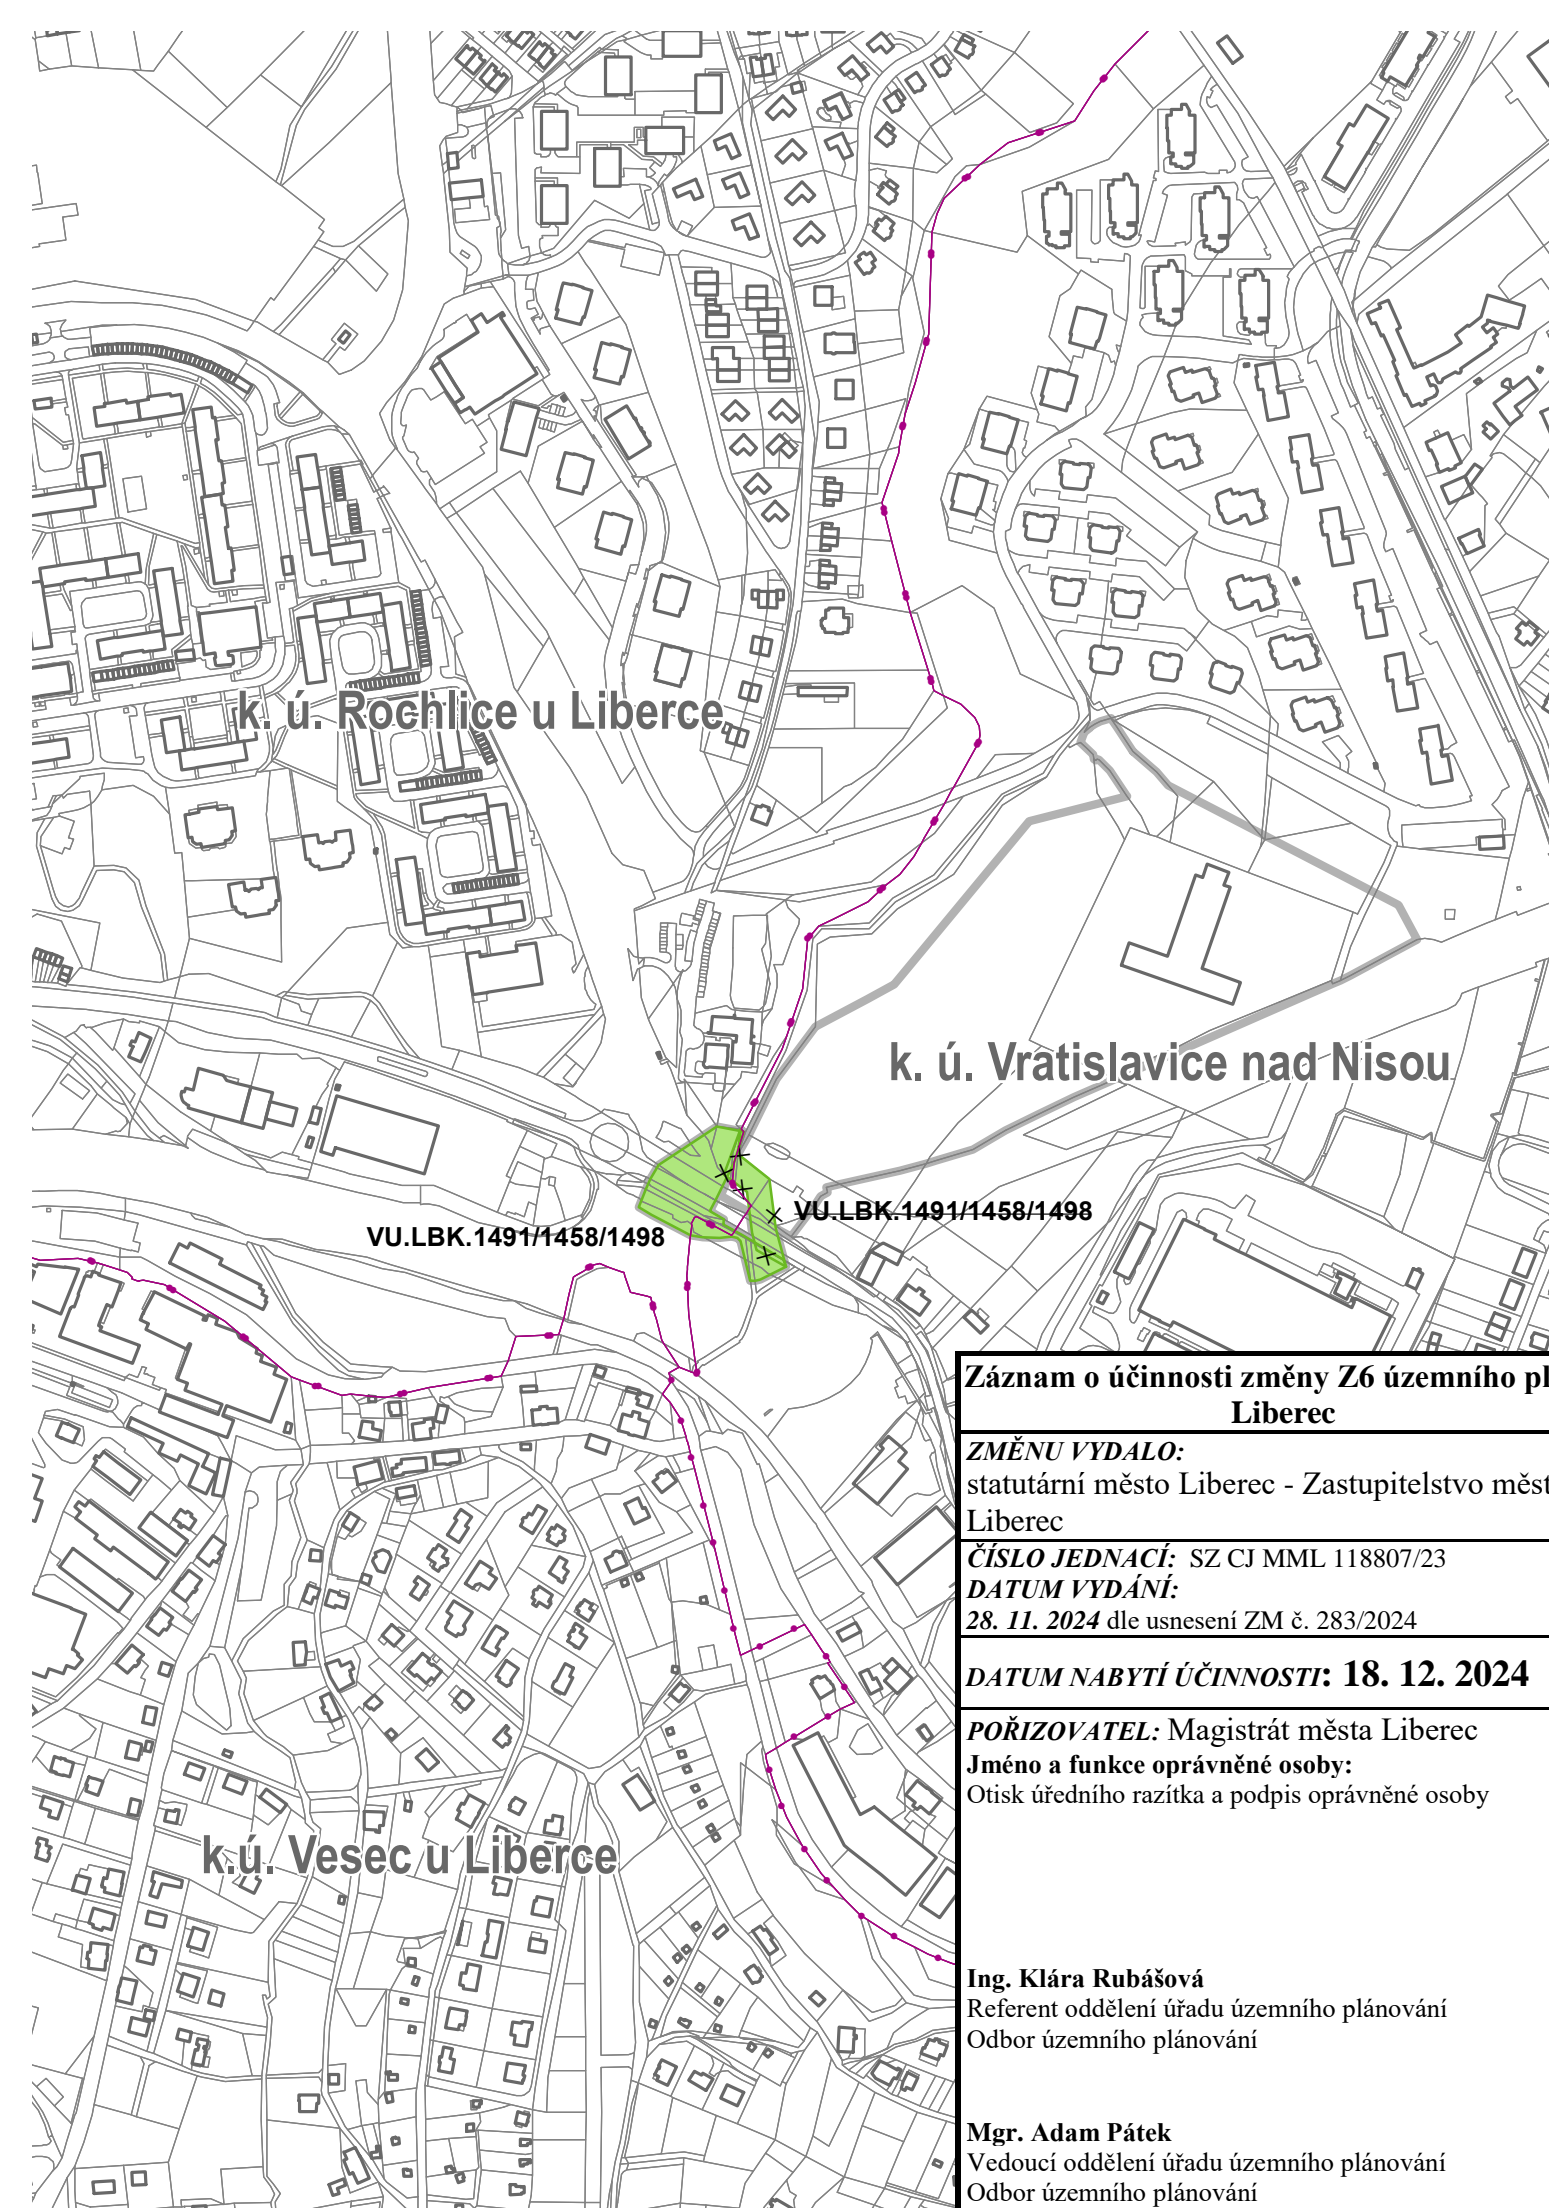 k. ú. Rochlice u Liberce
k. ú. Vratislavice nad Nisou
VU.LBK.1491/1458/1498
VU.LBK.1491/1458/1498
k.ú. Vesec u Liberce
Záznam o účinnosti změny Z6 územního pl
Liberec
ZMĚNU VYDALO:
statutární město Liberec - Zastupitelstvo měst
Liberec
ČÍSLO JEDNACÍ: SZ CJ MML 118807/23
DATUM VYDÁNÍ:
28. 11. 2024 dle usnesení ZM č. 283/2024
DATUM NABYTÍ ÚČINNOSTI: 18. 12. 2024
POŘIZOVATEL: Magistrát města Liberec
Jméno a funkce oprávněné osoby:
Otisk úředního razítka a podpis oprávněné osoby
Ing. Klára Rubášová
Referent oddělení úřadu územního plánování
Odbor územního plánování
Mgr. Adam Pátek
Vedoucí oddělení úřadu územního plánování
Odbor územního plánování